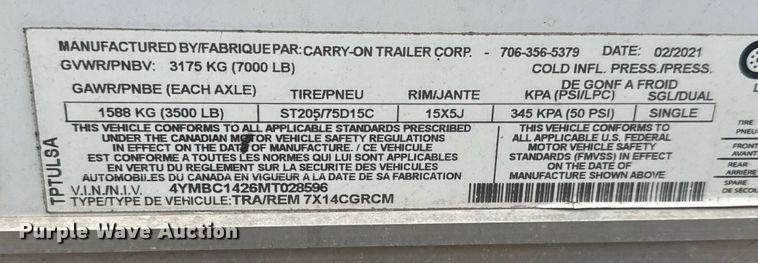 MANUFACTURED BY/FABRIQUE PAR: CARRY-ON TRAILER CORP. - 706-356-5379 DATE: 02/2021
GVWR/PNBV: 3175 KG (7000 LB) COLD INFL. PRESS./PRESS.
DE GONF A FROID
GAWR/PNBE (EACH AXLE) TIRE/PNEU RIM/JANTE KPA (PSI/LPC) SGL/DUAL
1588 KG (3500 LB) ST205/75D15C 15X5J 345 KPA (50 PSI) SINGLE
THIS VEHICLE CONFORMS TO ALL APPLICABLE STANDARDS PRESCRIBED
UNDER THE CANADIAN MOTOR VEHICLE SAFETY REGULATIONS
IN EFFECT ON THE DATE OF MANUFACTURE. / CE VEHICULE
EST CONFORME A TOUTES LES NORMES QUI LUI SONT APPLICABLES
EN VERTU DU REGLEMENT SUR LA SECURITE DES VEHICULES
AUTOMOBILES DU CANADA EN VIGUEUR A LA DATE DE SA FABRICATION
THIS VEHICLE CONFORMS TO ALL
APPLICABLE U.S. FEDERAL
MOTOR VEHICLE SAFETY
STANDARDS (FMVSS) IN EFFECT
ON THE DATE OF
MANUFACTURE SHOWN ABOVE
TPTULSA
V.I.N./N.I.V. 4YMBC1426MT028596
TYPE/TYPE DE VEHICULE: TRA/REM 7X14CGRCM
TIRE
PNEU
FRONT
AVANT
REAR
ARRIÈRE
SPARE
DE SECOU
Purple Wave Auction